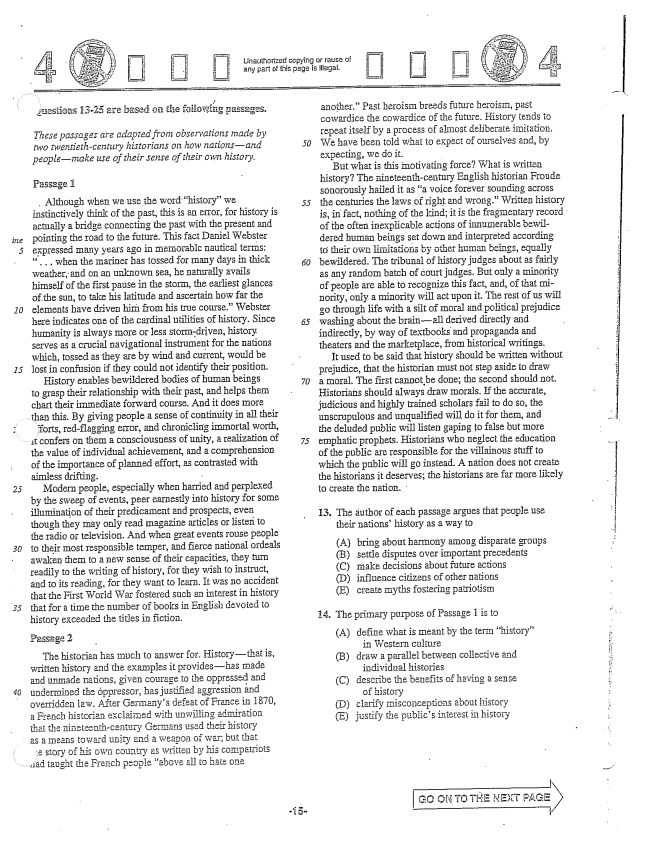 4
Unauthorized copying or reuse of
any part of this page is illegal.
4
uestions 13-25 are based on the following passages.
These passages are adapted from observations made by
two twentieth-century historians on how nations—and
people—make use of their sense of their own history.
Passage 1
Although when we use the word "history" we
instinctively think of the past, this is an error, for history is
actually a bridge connecting the past with the present and
ine pointing the road to the future. This fact Daniel Webster
5 expressed many years ago in memorable nautical terms:
". . . when the mariner has tossed for many days in thick
weather, and on an unknown sea, he naturally avails
himself of the first pause in the storm, the earliest glances
of the sun, to take his latitude and ascertain how far the
10 elements have driven him from his true course." Webster
here indicates one of the cardinal utilities of history. Since
humanity is always more or less storm-driven, history
serves as a crucial navigational instrument for the nations
which, tossed as they are by wind and current, would be
15 lost in confusion if they could not identify their position.
History enables bewildered bodies of human beings
to grasp their relationship with their past, and helps them
chart their immediate forward course. And it does more
than this. By giving people a sense of continuity in all their
forts, red-flagging error, and chronicling immortal worth,
it confers on them a consciousness of unity, a realization of
the value of individual achievement, and a comprehension
of the importance of planned effort, as contrasted with
aimless drifting.
25 Modern people, especially when harried and perplexed
by the sweep of events, peer earnestly into history for some
illumination of their predicament and prospects, even
though they may only read magazine articles or listen to
the radio or television. And when great events rouse people
30 to their most responsible temper, and fierce national ordeals
awaken them to a new sense of their capacities, they turn
readily to the writing of history, for they wish to instruct,
and to its reading, for they want to learn. It was no accident
that the First World War fostered such an interest in history
35 that for a time the number of books in English devoted to
history exceeded the titles in fiction.
Passage 2
The historian has much to answer for. History—that is,
written history and the examples it provides—has made
and unmade nations, given courage to the oppressed and
40 undermined the oppressor, has justified aggression and
overridden law. After Germany's defeat of France in 1870,
a French historian exclaimed with unwilling admiration
that the nineteenth-century Germans used their history
as a means toward unity and a weapon of war; but that
e story of his own country as written by his compatriots
had taught the French people "above all to hate one
another." Past heroism breeds future heroism, past
cowardice the cowardice of the future. History tends to
repeat itself by a process of almost deliberate imitation.
50 We have been told what to expect of ourselves and, by
expecting, we do it.
But what is this motivating force? What is written
history? The nineteenth-century English historian Froude
sonorously hailed it as "a voice forever sounding across
55 the centuries the laws of right and wrong." Written history
is, in fact, nothing of the kind; it is the fragmentary record
of the often inexplicable actions of innumerable bewil-
dered human beings set down and interpreted according
to their own limitations by other human beings, equally
60 bewildered. The tribunal of history judges about as fairly
as any random batch of court judges. But only a minority
of people are able to recognize this fact, and, of that mi-
nority, only a minority will act upon it. The rest of us will
go through life with a silt of moral and political prejudice
65 washing about the brain—all derived directly and
indirectly, by way of textbooks and propaganda and
theaters and the marketplace, from historical writings.
It used to be said that history should be written without
prejudice, that the historian must not step aside to draw
70 a moral. The first cannot be done; the second should not.
Historians should always draw morals. If the accurate,
judicious and highly trained scholars fail to do so, the
unscrupulous and unqualified will do it for them, and
the deluded public will listen gaping to false but more
75 emphatic prophets. Historians who neglect the education
of the public are responsible for the villainous stuff to
which the public will go instead. A nation does not create
the historians it deserves; the historians are far more likely
to create the nation.
13. The author of each passage argues that people use
their nations' history as a way to
(A) bring about harmony among disparate groups
(B) settle disputes over important precedents
(C) make decisions about future actions
(D) influence citizens of other nations
(E) create myths fostering patriotism
14. The primary purpose of Passage 1 is to
(A) define what is meant by the term "history"
in Western culture
(B) draw a parallel between collective and
individual histories
(C) describe the benefits of having a sense
of history
(D) clarify misconceptions about history
(E) justify the public's interest in history
GO ON TO THE NEXT PAGE
-15-